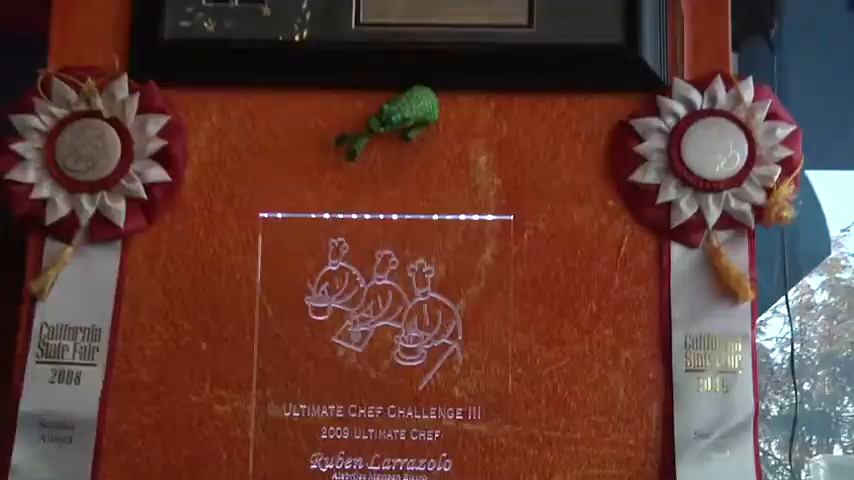 California
State Fair
2008
ULTIMATE CHEF CHALLENGE III
2009 ULTIMATE CHEF
Ruben Larrazolo
California
State Fair